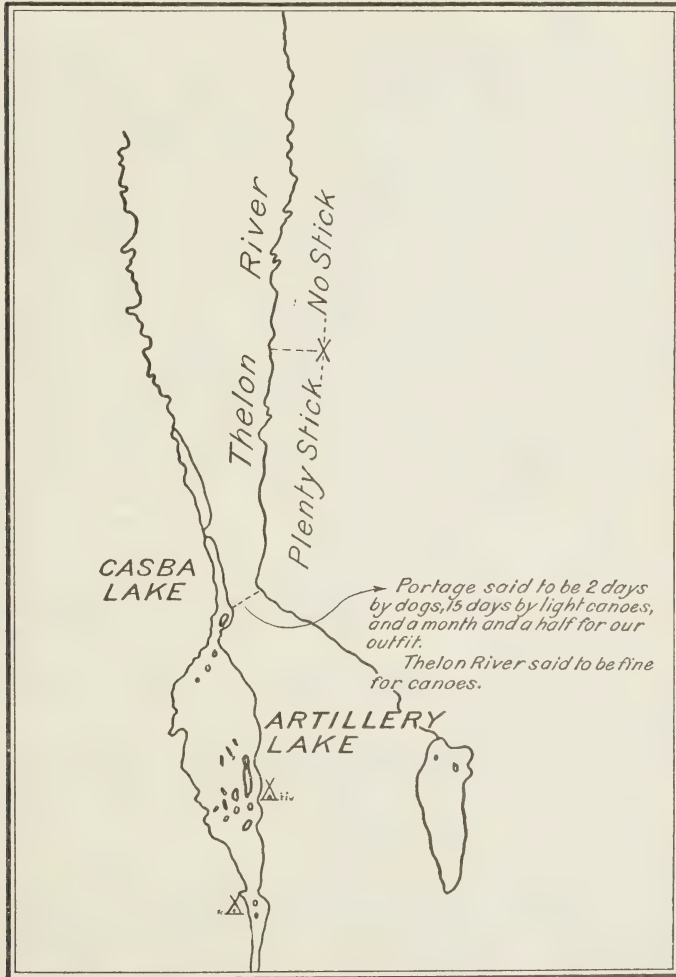 River
No Stick
Thelon
Plenty Stick
CASBA
LAKE
Portage said to be 2 days
by dogs, 15 days by light canoes,
and a month and a half for our
outfit.
Thelon River said to be fine
for canoes.
ARTILLERY
LAKE